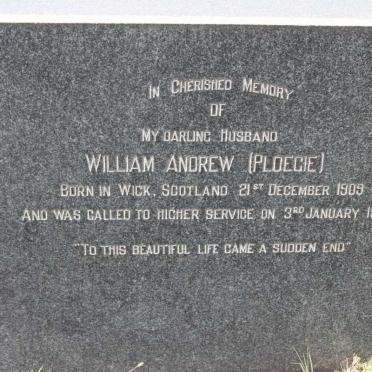 IN CHERISHED MEMORY
OF
MY DARLING HUSBAND
WILLIAM ANDREW (PLOEGIE)
BORN IN WICK, SCOTLAND 21ST DECEMBER 1909
AND WAS CALLED TO HIGHER SERVICE ON 3RD JANUARY
"TO THIS BEAUTIFUL LIFE CAME A SUDDEN END"